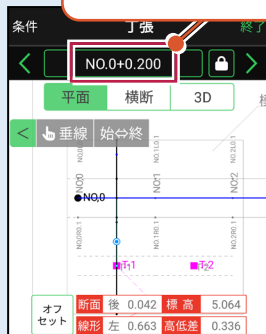 条件 丁張 終了
< NO.0+0.200 >
平面 横断 3D
< 垂線 始⇔終
NO,0 NO,1 NO,2
NO,0
T-1 T-2
オフセット
断面 後 0.042 標高 5.064
線形 左 0.663 高低差 0.336